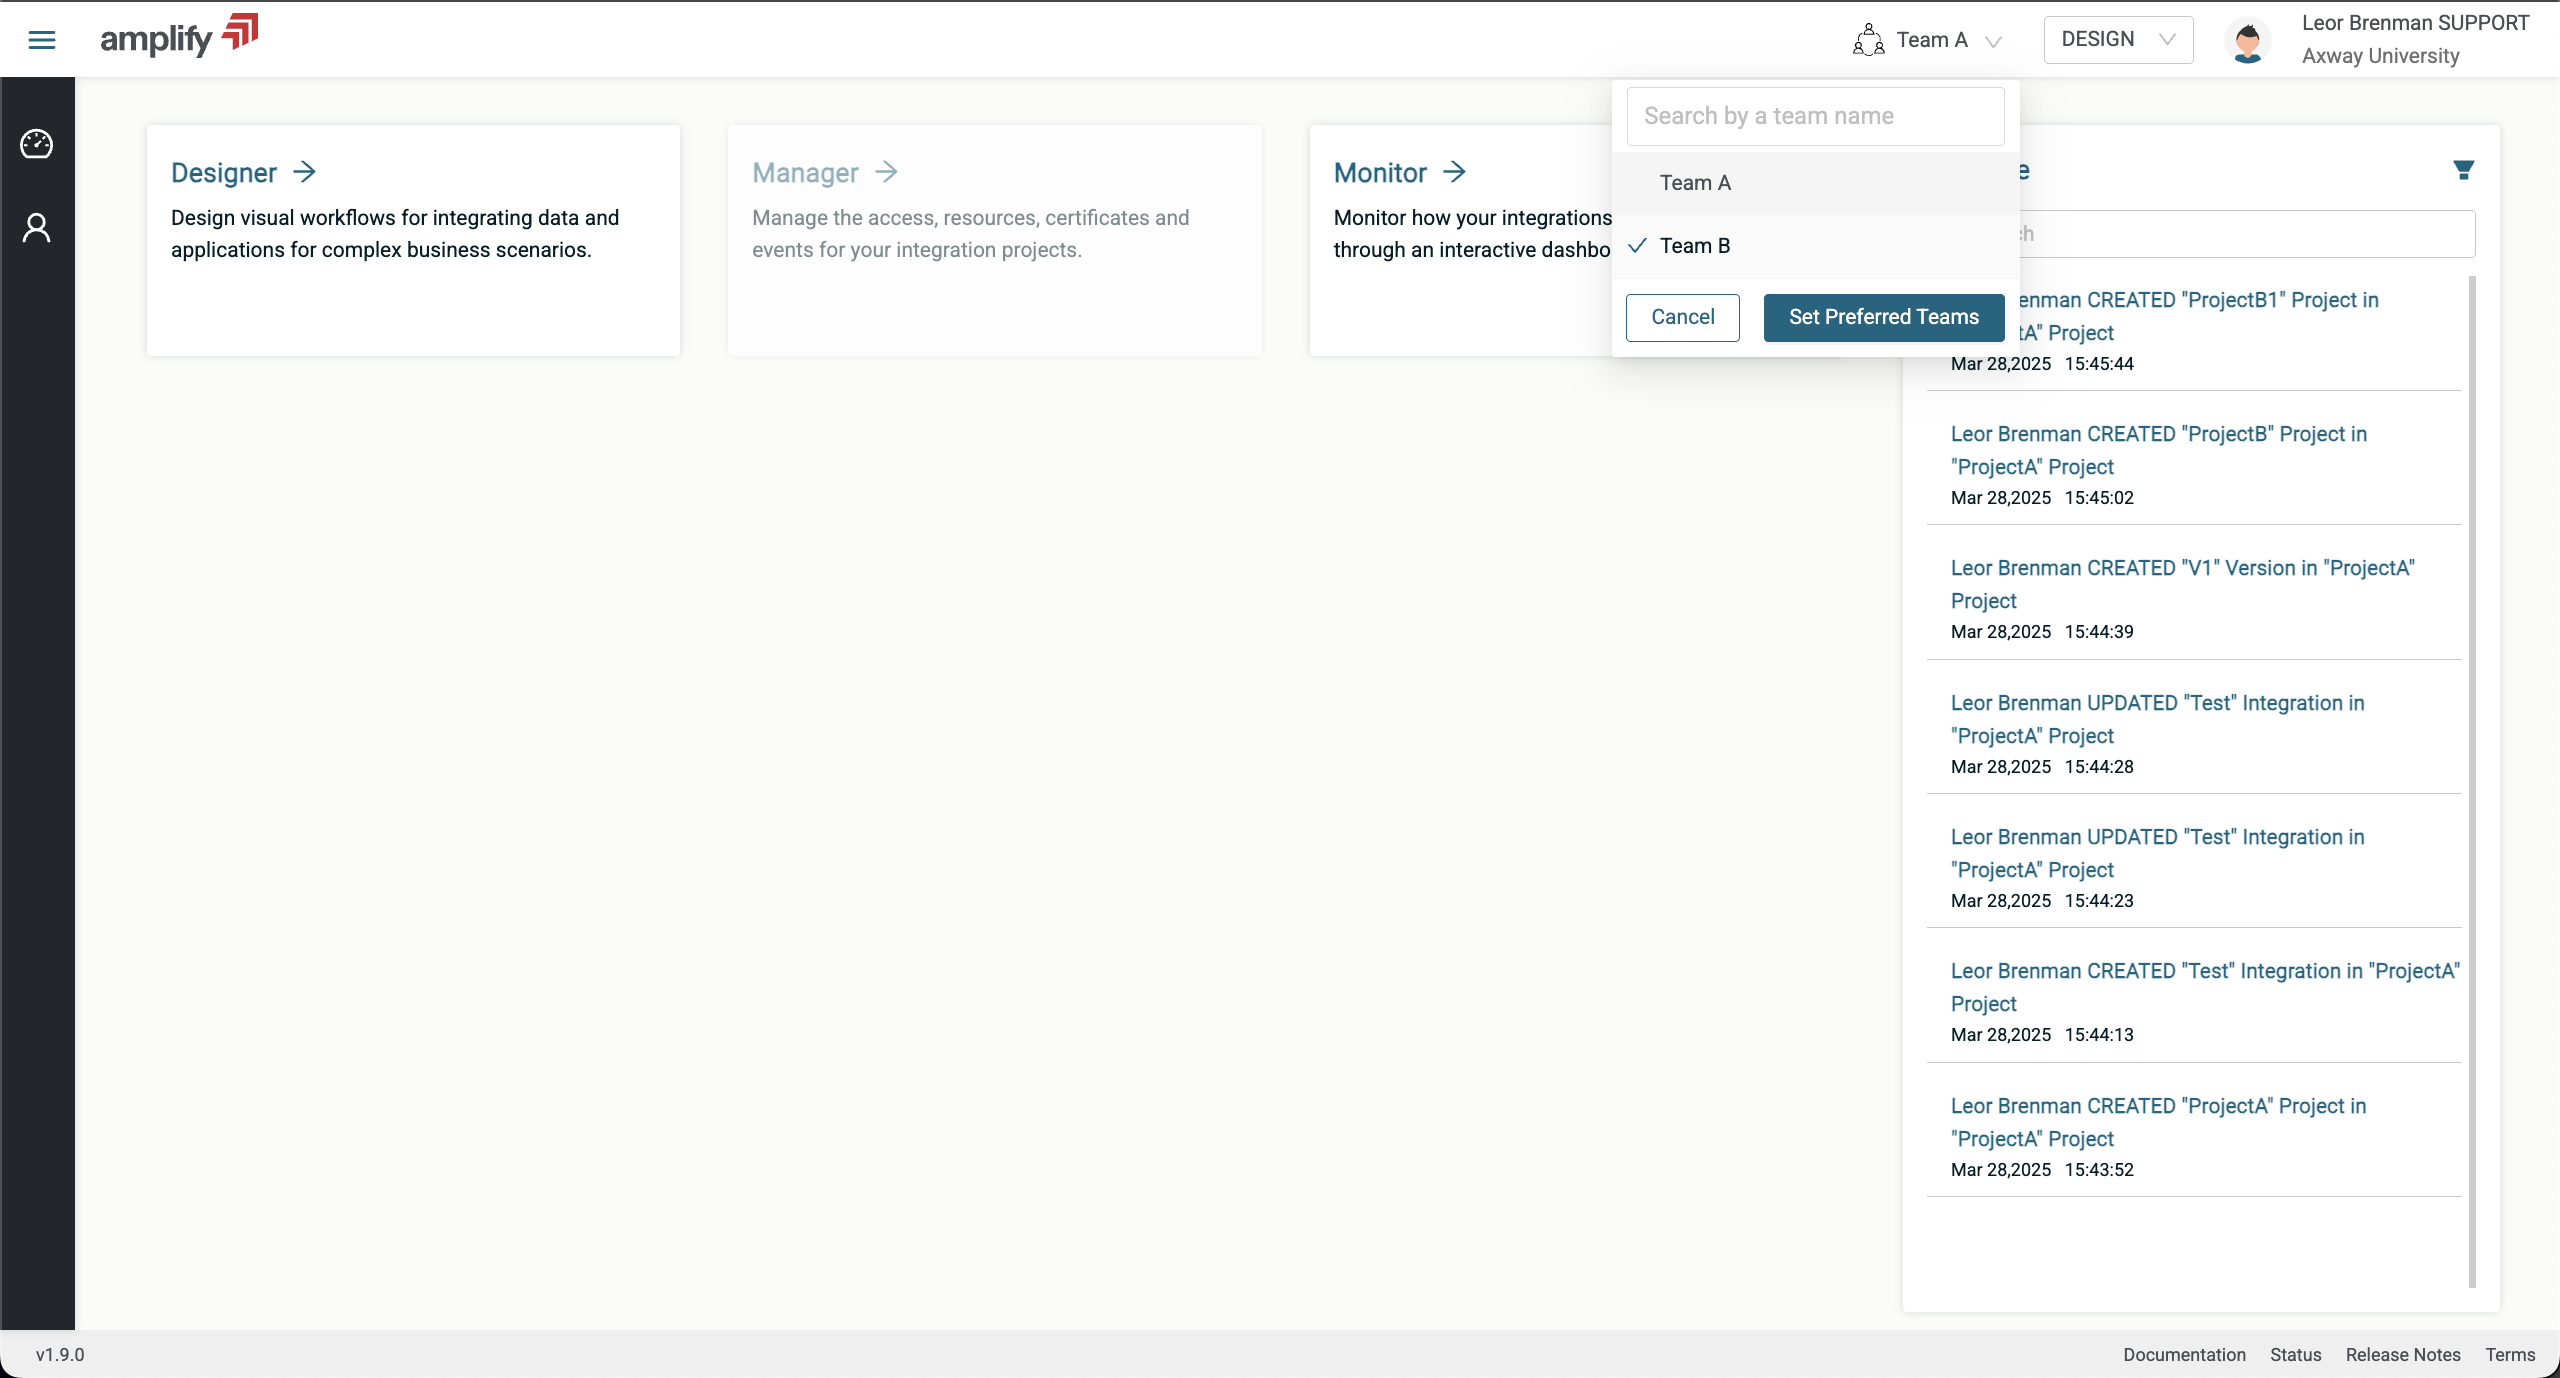 amplify
Team A
DESIGN
Leor Brenman SUPPORT
Axway University
Search by a team name
Team A
Team B
Cancel
Set Preferred Teams
Designer
Design visual workflows for integrating data and
applications for complex business scenarios.
Manager
Manage the access, resources, certificates and
events for your integration projects.
Monitor
Monitor how your integrations
through an interactive dashbo
e
ch
enman CREATED "ProjectB1" Project in
tA" Project
Mar 28,2025 15:45:44
Leor Brenman CREATED "ProjectB" Project in
"ProjectA" Project
Mar 28,2025 15:45:02
Leor Brenman CREATED "V1" Version in "ProjectA"
Project
Mar 28,2025 15:44:39
Leor Brenman UPDATED "Test" Integration in
"ProjectA" Project
Mar 28,2025 15:44:28
Leor Brenman UPDATED "Test" Integration in
"ProjectA" Project
Mar 28,2025 15:44:23
Leor Brenman CREATED "Test" Integration in "ProjectA"
Project
Mar 28,2025 15:44:13
Leor Brenman CREATED "ProjectA" Project in
"ProjectA" Project
Mar 28,2025 15:43:52
v1.9.0
Documentation
Status
Release Notes
Terms